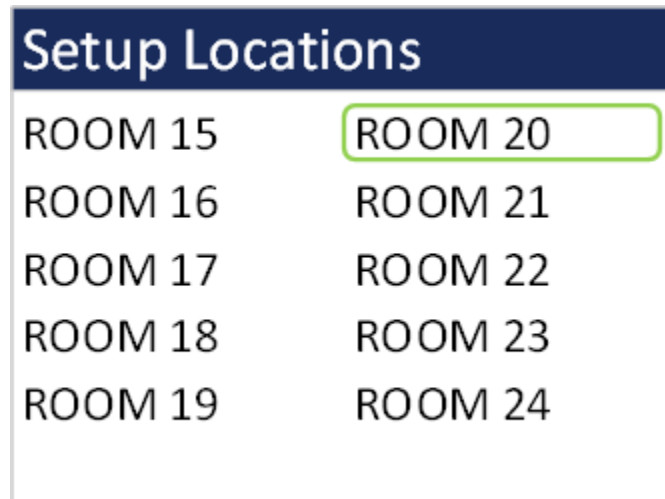 Setup Locations
ROOM 15 ROOM 20
ROOM 16 ROOM 21
ROOM 17 ROOM 22
ROOM 18 ROOM 23
ROOM 19 ROOM 24